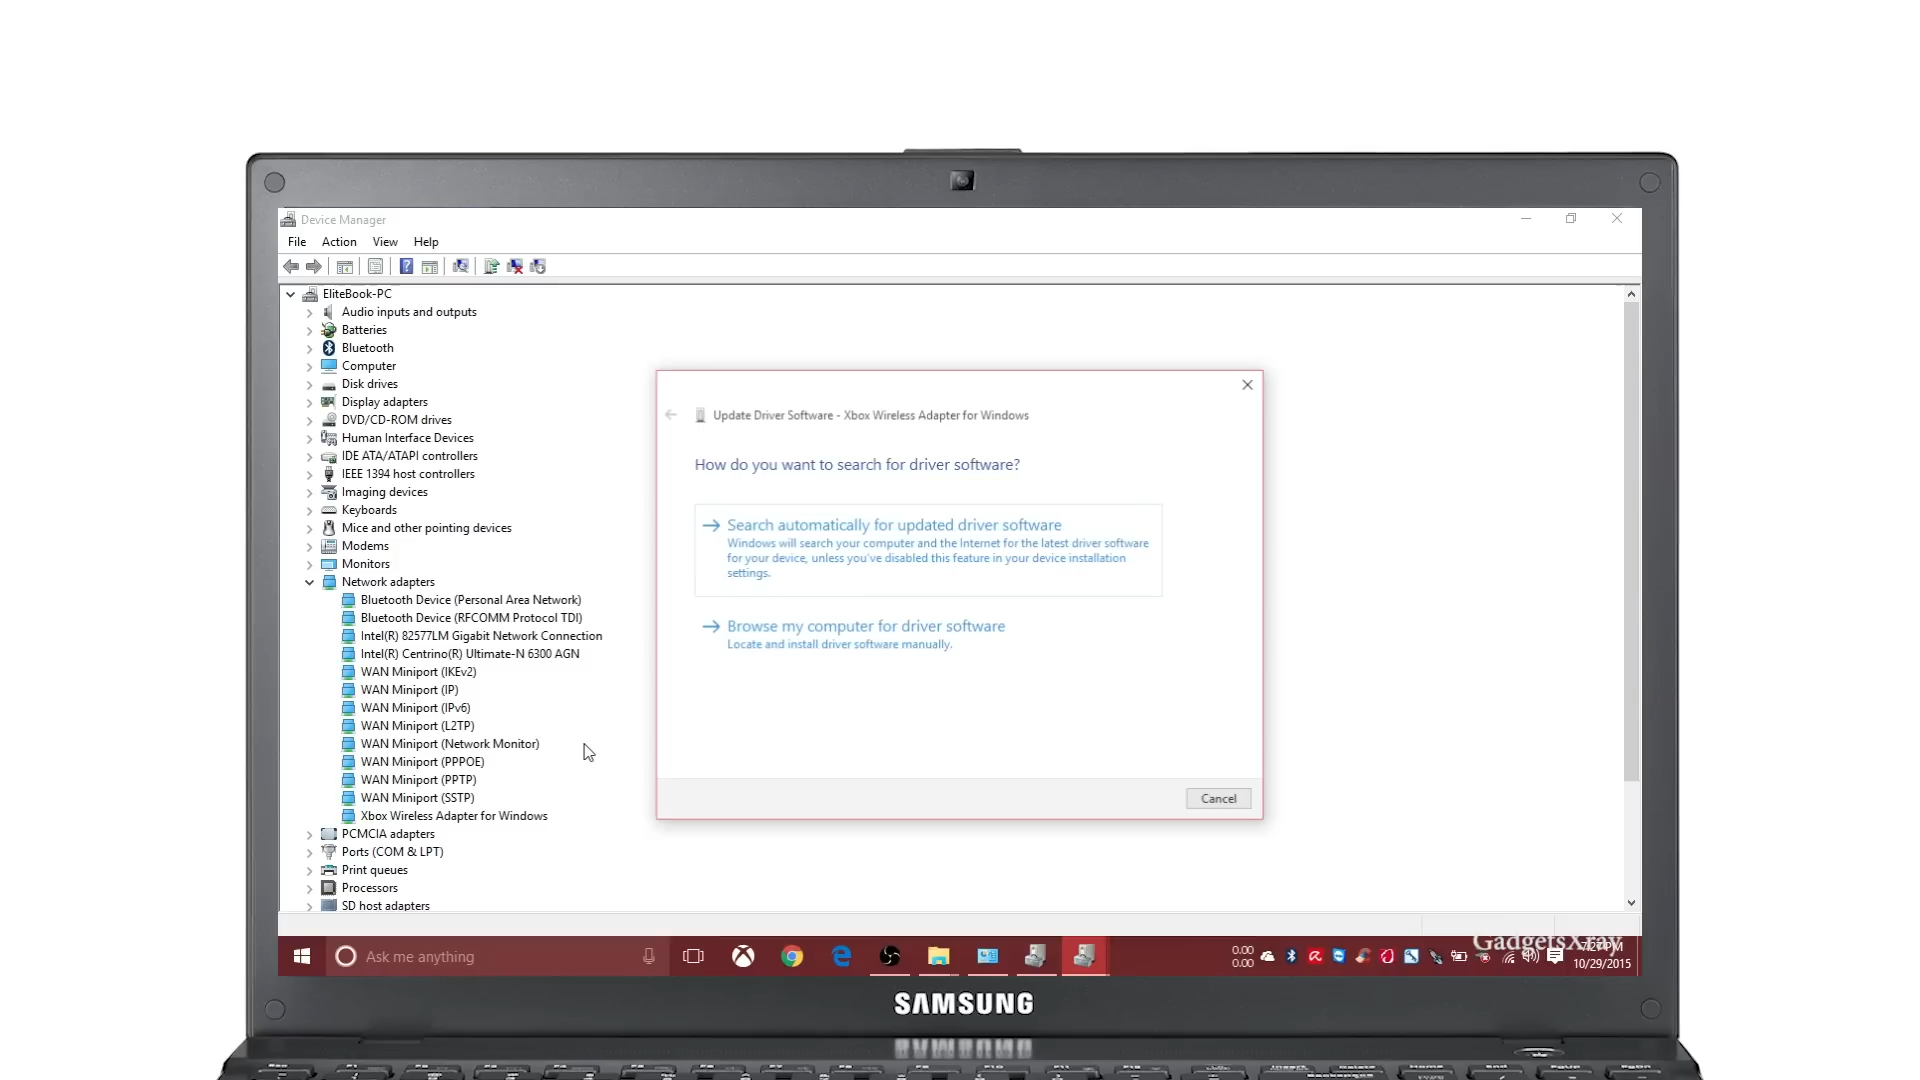 Device Manager
File Action View Help
EliteBook-PC
Audio inputs and outputs
Batteries
Bluetooth
Computer
Disk drives
Display adapters
DVD/CD-ROM drives
Human Interface Devices
IDE ATA/ATAPI controllers
IEEE 1394 host controllers
Imaging devices
Keyboards
Mice and other pointing devices
Modems
Monitors
Network adapters
Bluetooth Device (Personal Area Network)
Bluetooth Device (RFCOMM Protocol TDI)
Intel(R) 82577LM Gigabit Network Connection
Intel(R) Centrino(R) Ultimate-N 6300 AGN
WAN Miniport (IKEv2)
WAN Miniport (IP)
WAN Miniport (IPv6)
WAN Miniport (L2TP)
WAN Miniport (Network Monitor)
WAN Miniport (PPPOE)
WAN Miniport (PPTP)
WAN Miniport (SSTP)
Xbox Wireless Adapter for Windows
PCMCIA adapters
Ports (COM & LPT)
Print queues
Processors
SD host adapters
Update Driver Software - Xbox Wireless Adapter for Windows
How do you want to search for driver software?
Search automatically for updated driver software
Windows will search your computer and the Internet for the latest driver software
for your device, unless you've disabled this feature in your device installation
settings.
Browse my computer for driver software
Locate and install driver software manually.
Cancel
Ask me anything
0.00
0.00
GadgetsXray
7:27 PM
10/29/2015
SAMSUNG